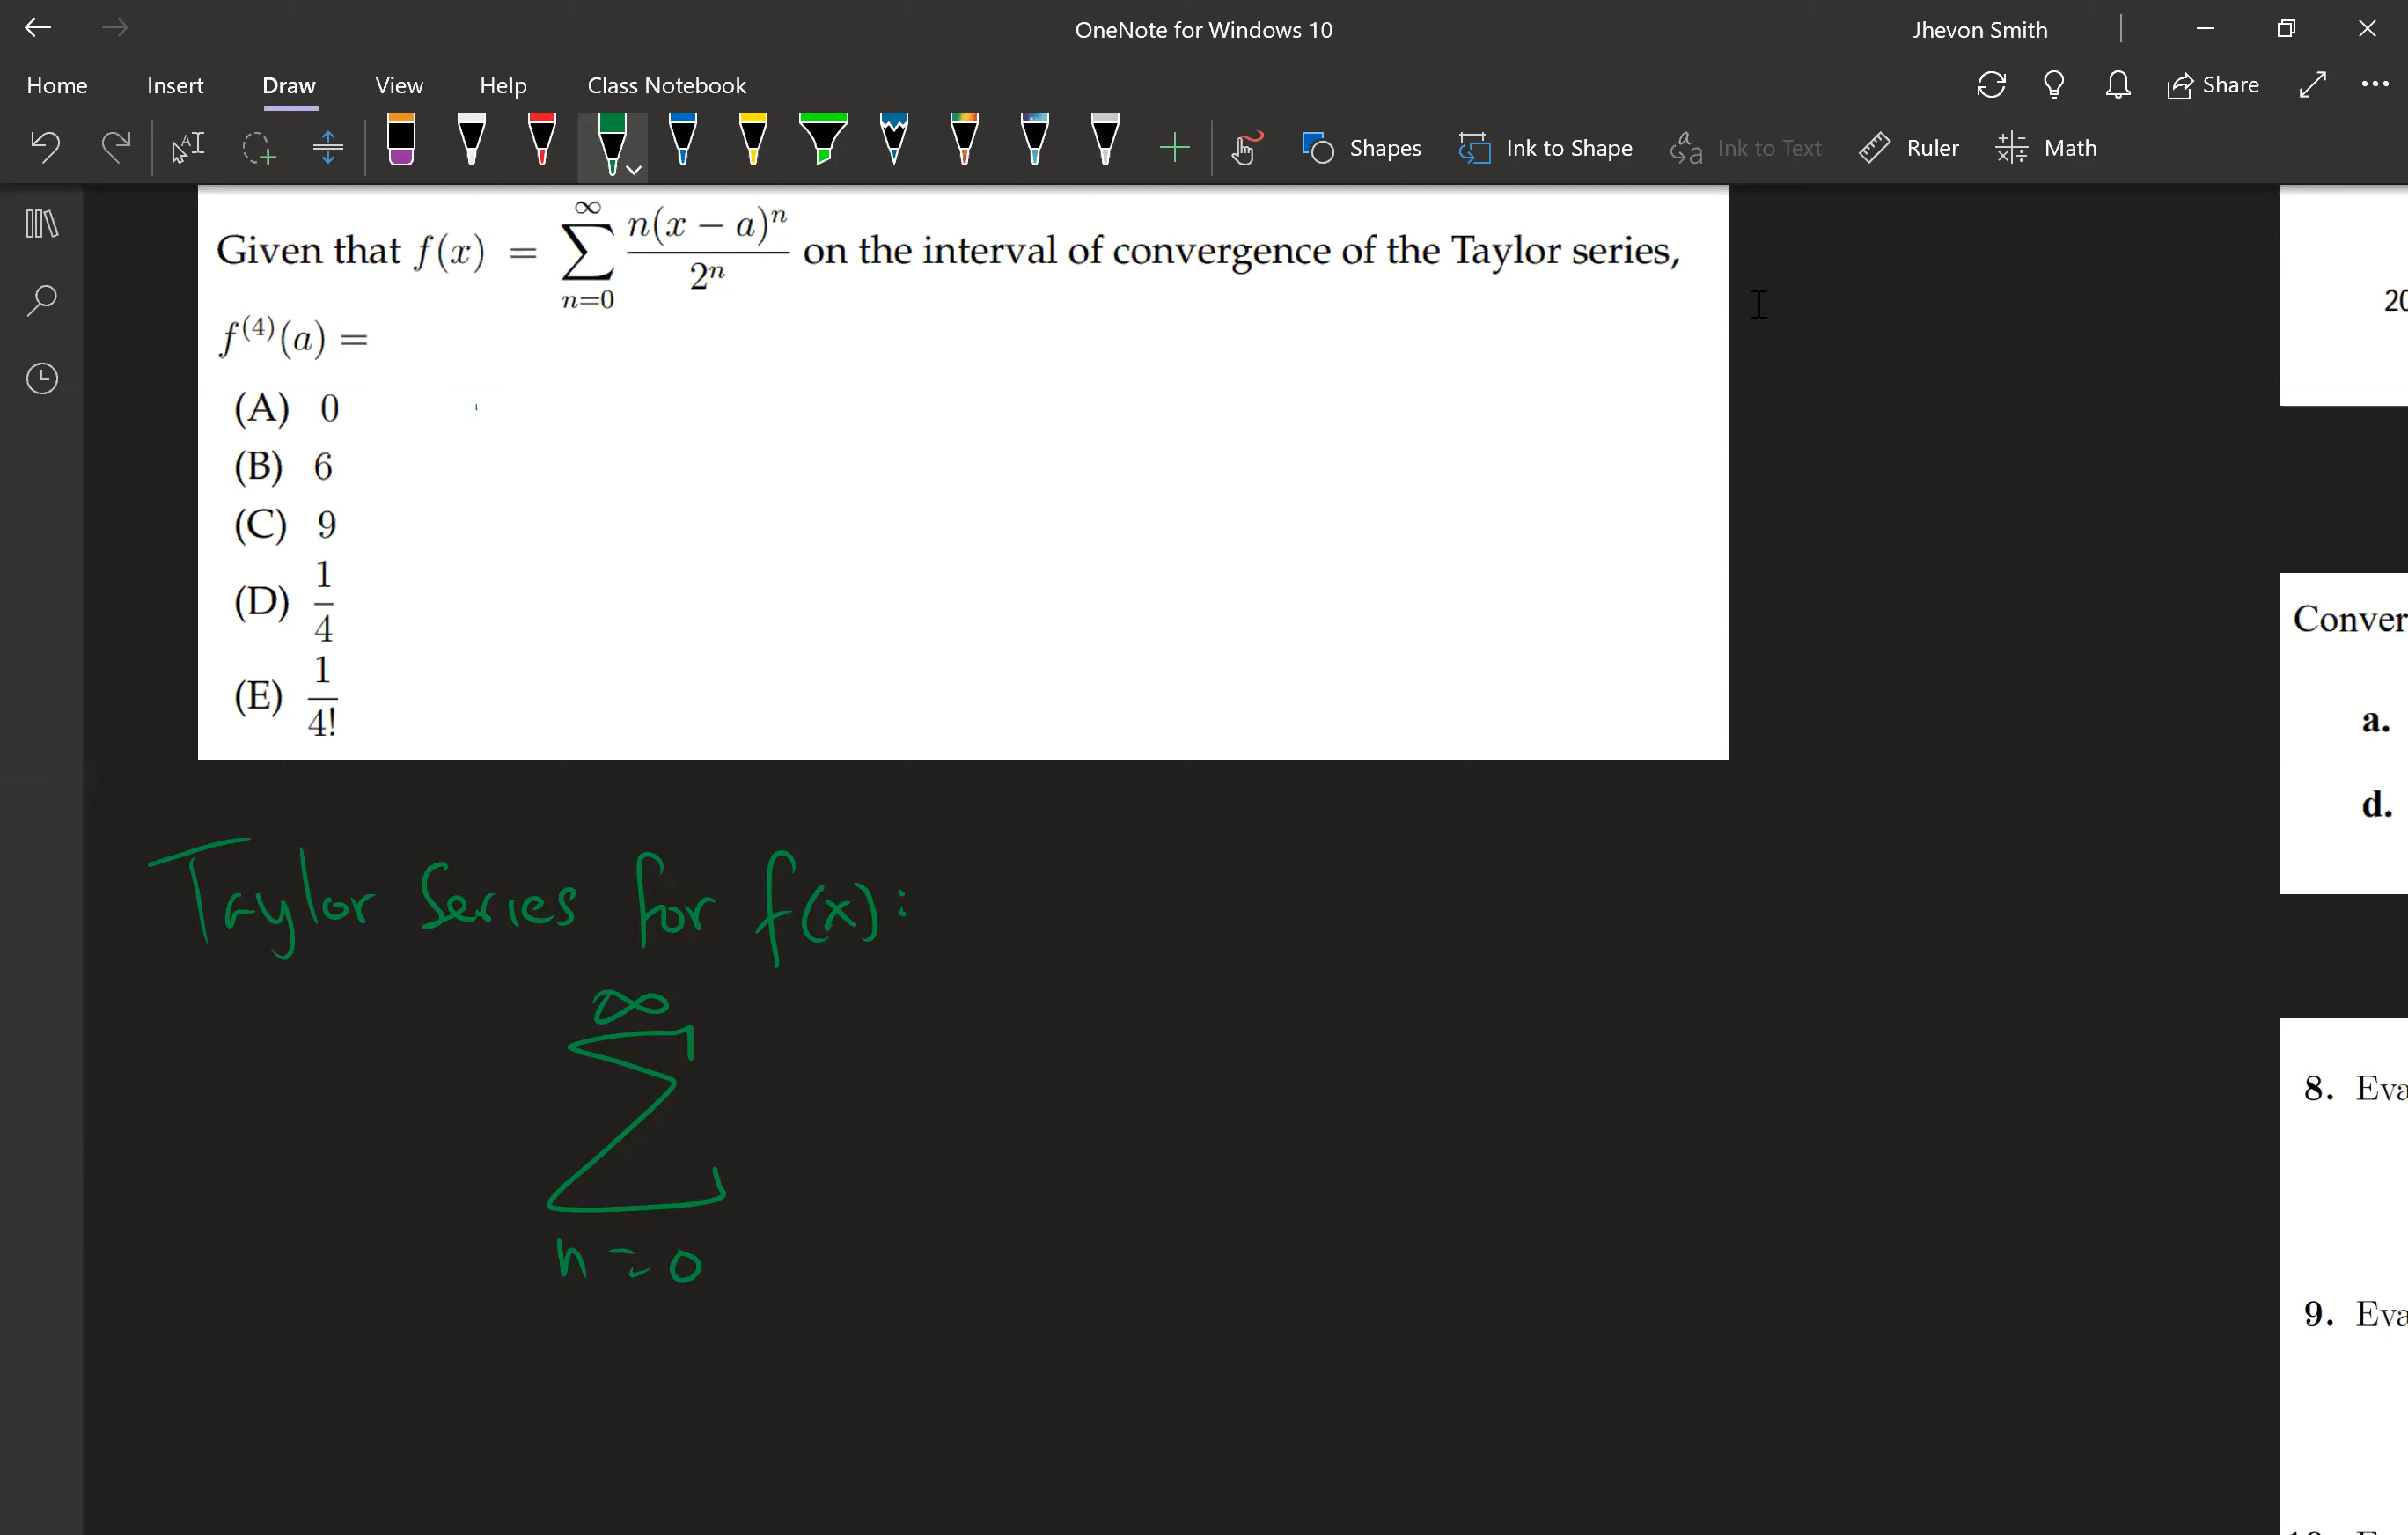 OneNote for Windows 10
Jhevon Smith
Home Insert Draw View Help Class Notebook
Share
Shapes Ink to Shape Ink to Text Ruler Math
Given that f(x) = ∑_{n=0}^{∞} n(x − a)^n / 2^n on the interval of convergence of the Taylor series,
f^{(4)}(a) =
(A) 0
(B) 6
(C) 9
(D) 1/4
(E) 1/4!
Taylor Series for f(x):
∞
∑
n=0
20
Conver
a.
d.
8. Eva
9. Eva